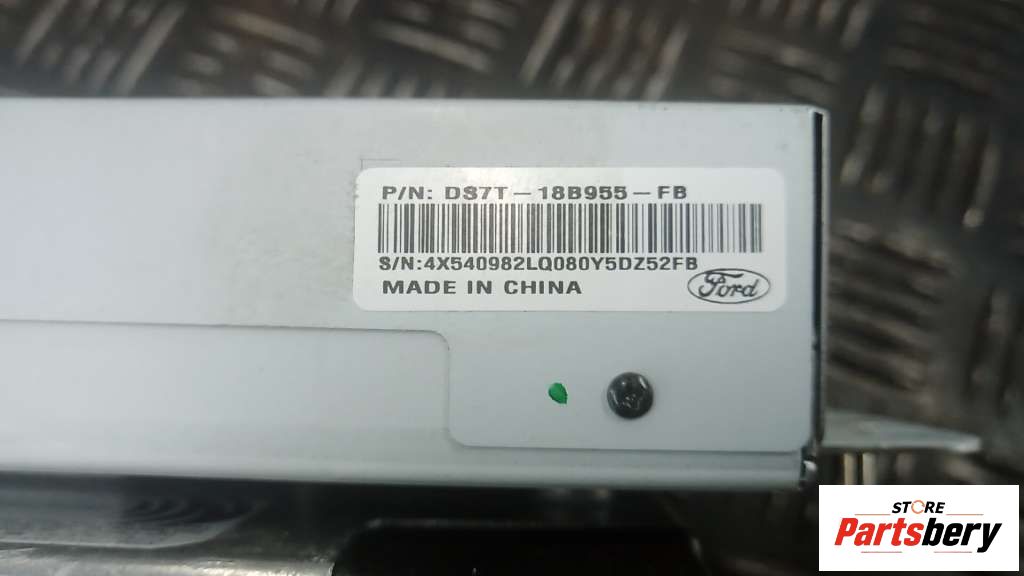 P/N: DS7T-18B955-FB
S/N:4X540982LQ080Y5DZ52FB
MADE IN CHINA
Ford
STORE
Partsbery